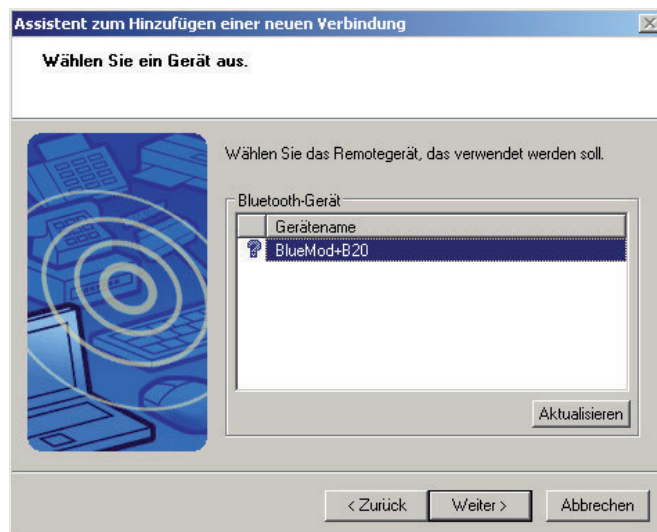 Assistent zum Hinzufügen einer neuen Verbindung
Wählen Sie ein Gerät aus.
Wählen Sie das Remotegerät, das verwendet werden soll.
Bluetooth-Gerät
Gerätename
BlueMod+B20
Aktualisieren
< Zurück Weiter > Abbrechen